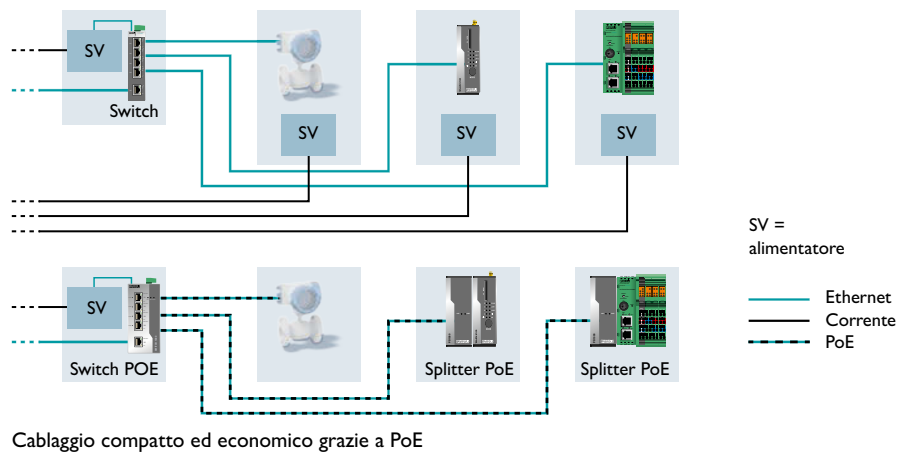 SV
Switch
SV
SV
SV
SV =
alimentatore
Ethernet
Corrente
PoE
SV
Switch POE
Splitter PoE
Splitter PoE
Cablaggio compatto ed economico grazie a PoE